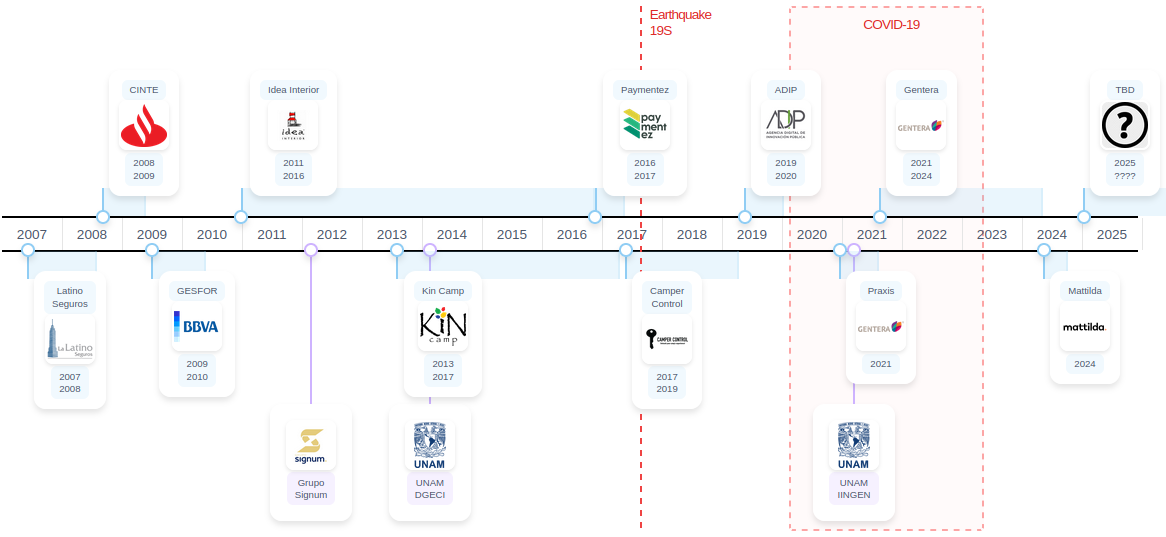 Earthquake
19S
COVID-19
CINTE
2008
2009
Idea Interior
idea
INTERIOR
2011
2016
Paymentez
pay
ment
ez
2016
2017
ADIP
ADIP
AGENCIA DIGITAL DE
INNOVACIÓN PÚBLICA
2019
2020
Gentera
GENTERA
2021
2024
TBD
?
2025
????
2007 2008 2009 2010 2011 2012 2013 2014 2015 2016 2017 2018 2019 2020 2021 2022 2023 2024 2025
Latino
Seguros
La Latino
Seguros
2007
2008
GESFOR
BBVA
2009
2010
Kin Camp
KiN
camp
2013
2017
Camper
Control
CAMPER CONTROL
2017
2019
Praxis
GENTERA
2021
Mattilda
mattilda
2024
signum
Grupo
Signum
UNAM
UNAM
DGECI
UNAM
UNAM
IINGEN